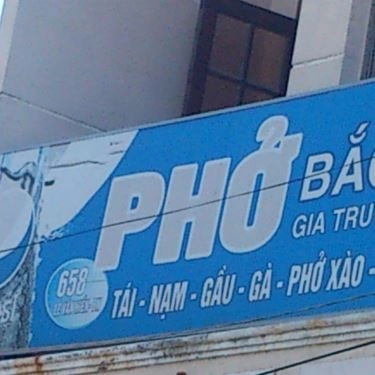 PHỞ BẮC
GIA TRU
658
TÁI - NẠM - GẦU - GÀ - PHỞ XÀO -